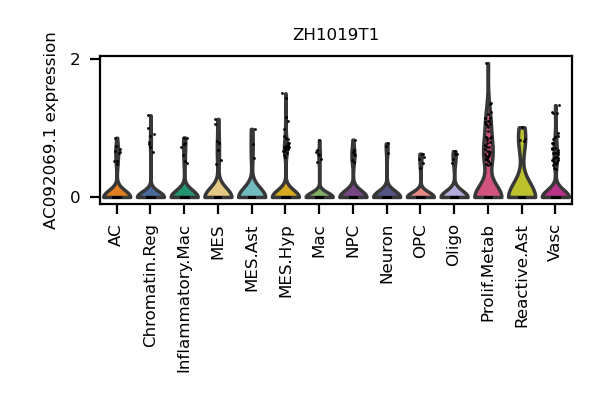 ZH1019T1
AC092069.1 expression
2
0
AC
Chromatin.Reg
Inflammatory.Mac
MES
MES.Ast
MES.Hyp
Mac
NPC
Neuron
OPC
Oligo
Prolif.Metab
Reactive.Ast
Vasc